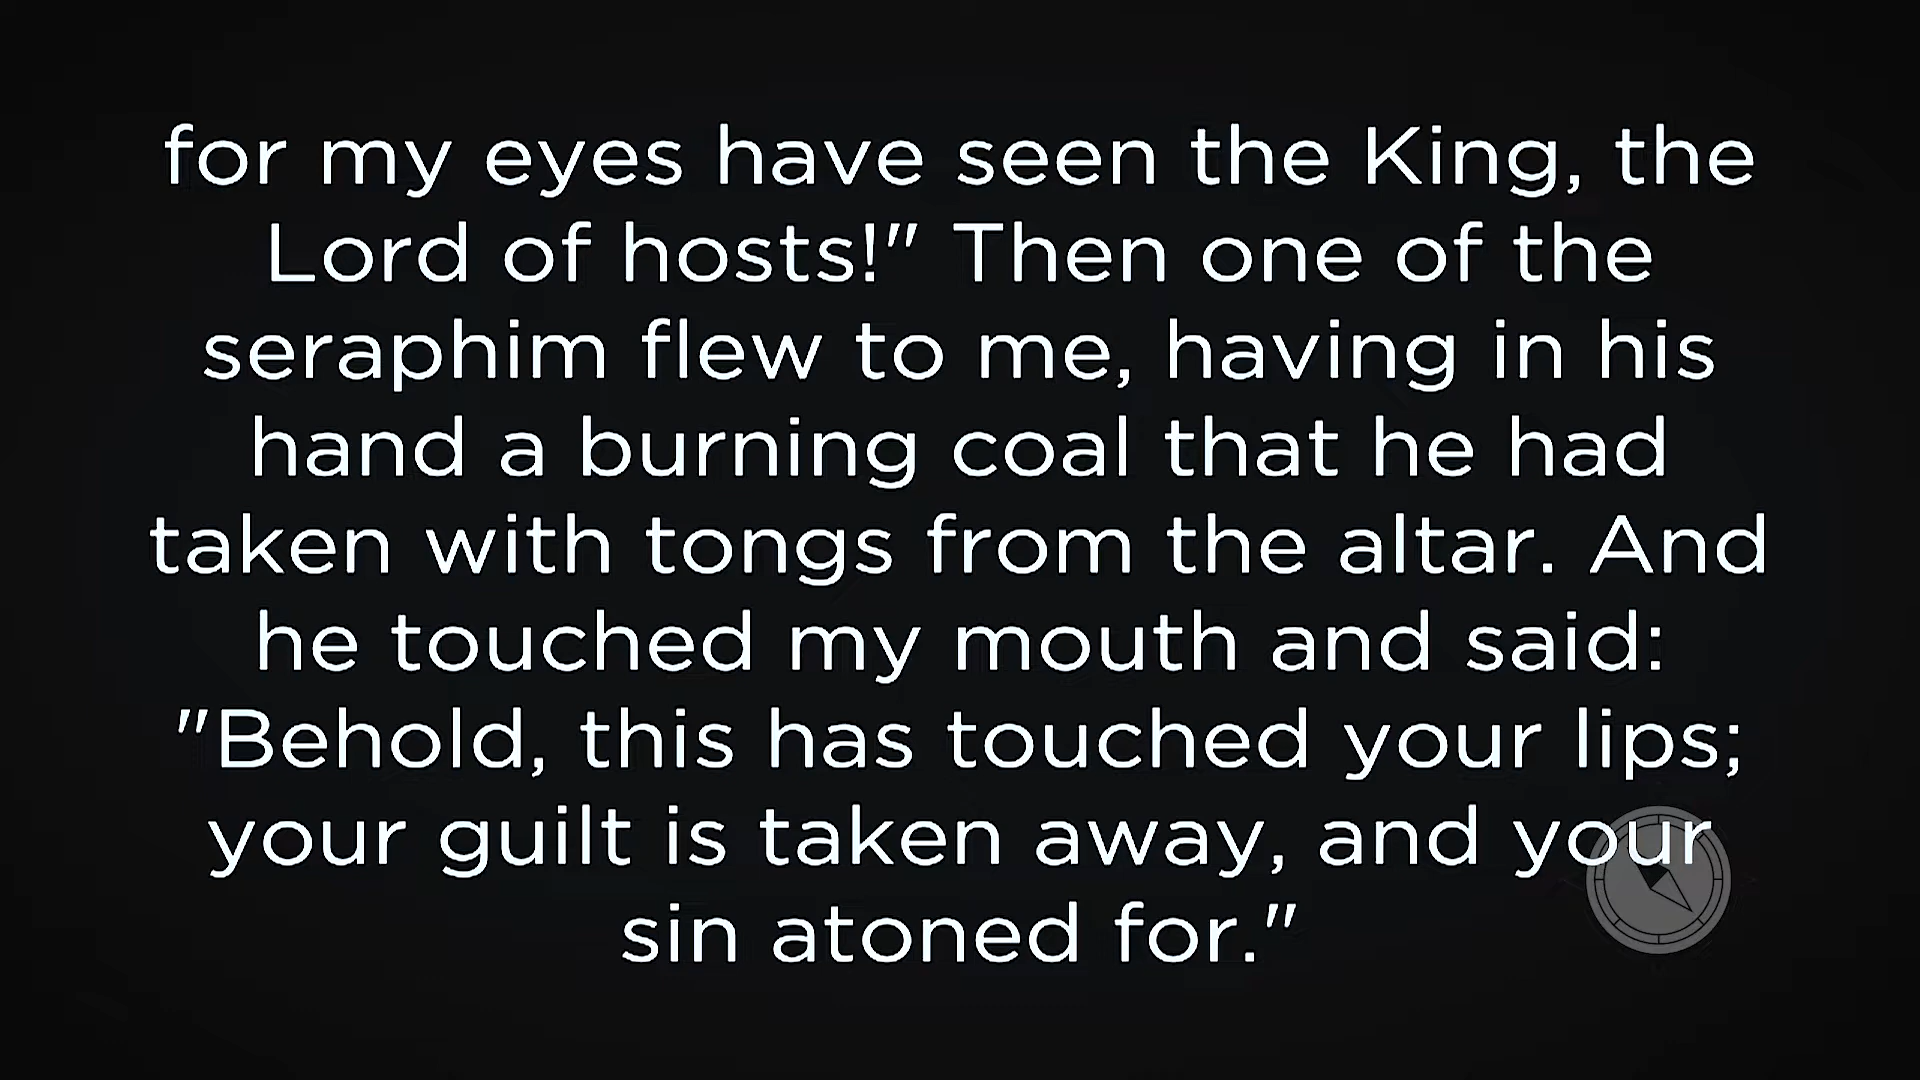 for my eyes have seen the King, the
Lord of hosts!" Then one of the
seraphim flew to me, having in his
hand a burning coal that he had
taken with tongs from the altar. And
he touched my mouth and said:
"Behold, this has touched your lips;
your guilt is taken away, and your
sin atoned for."